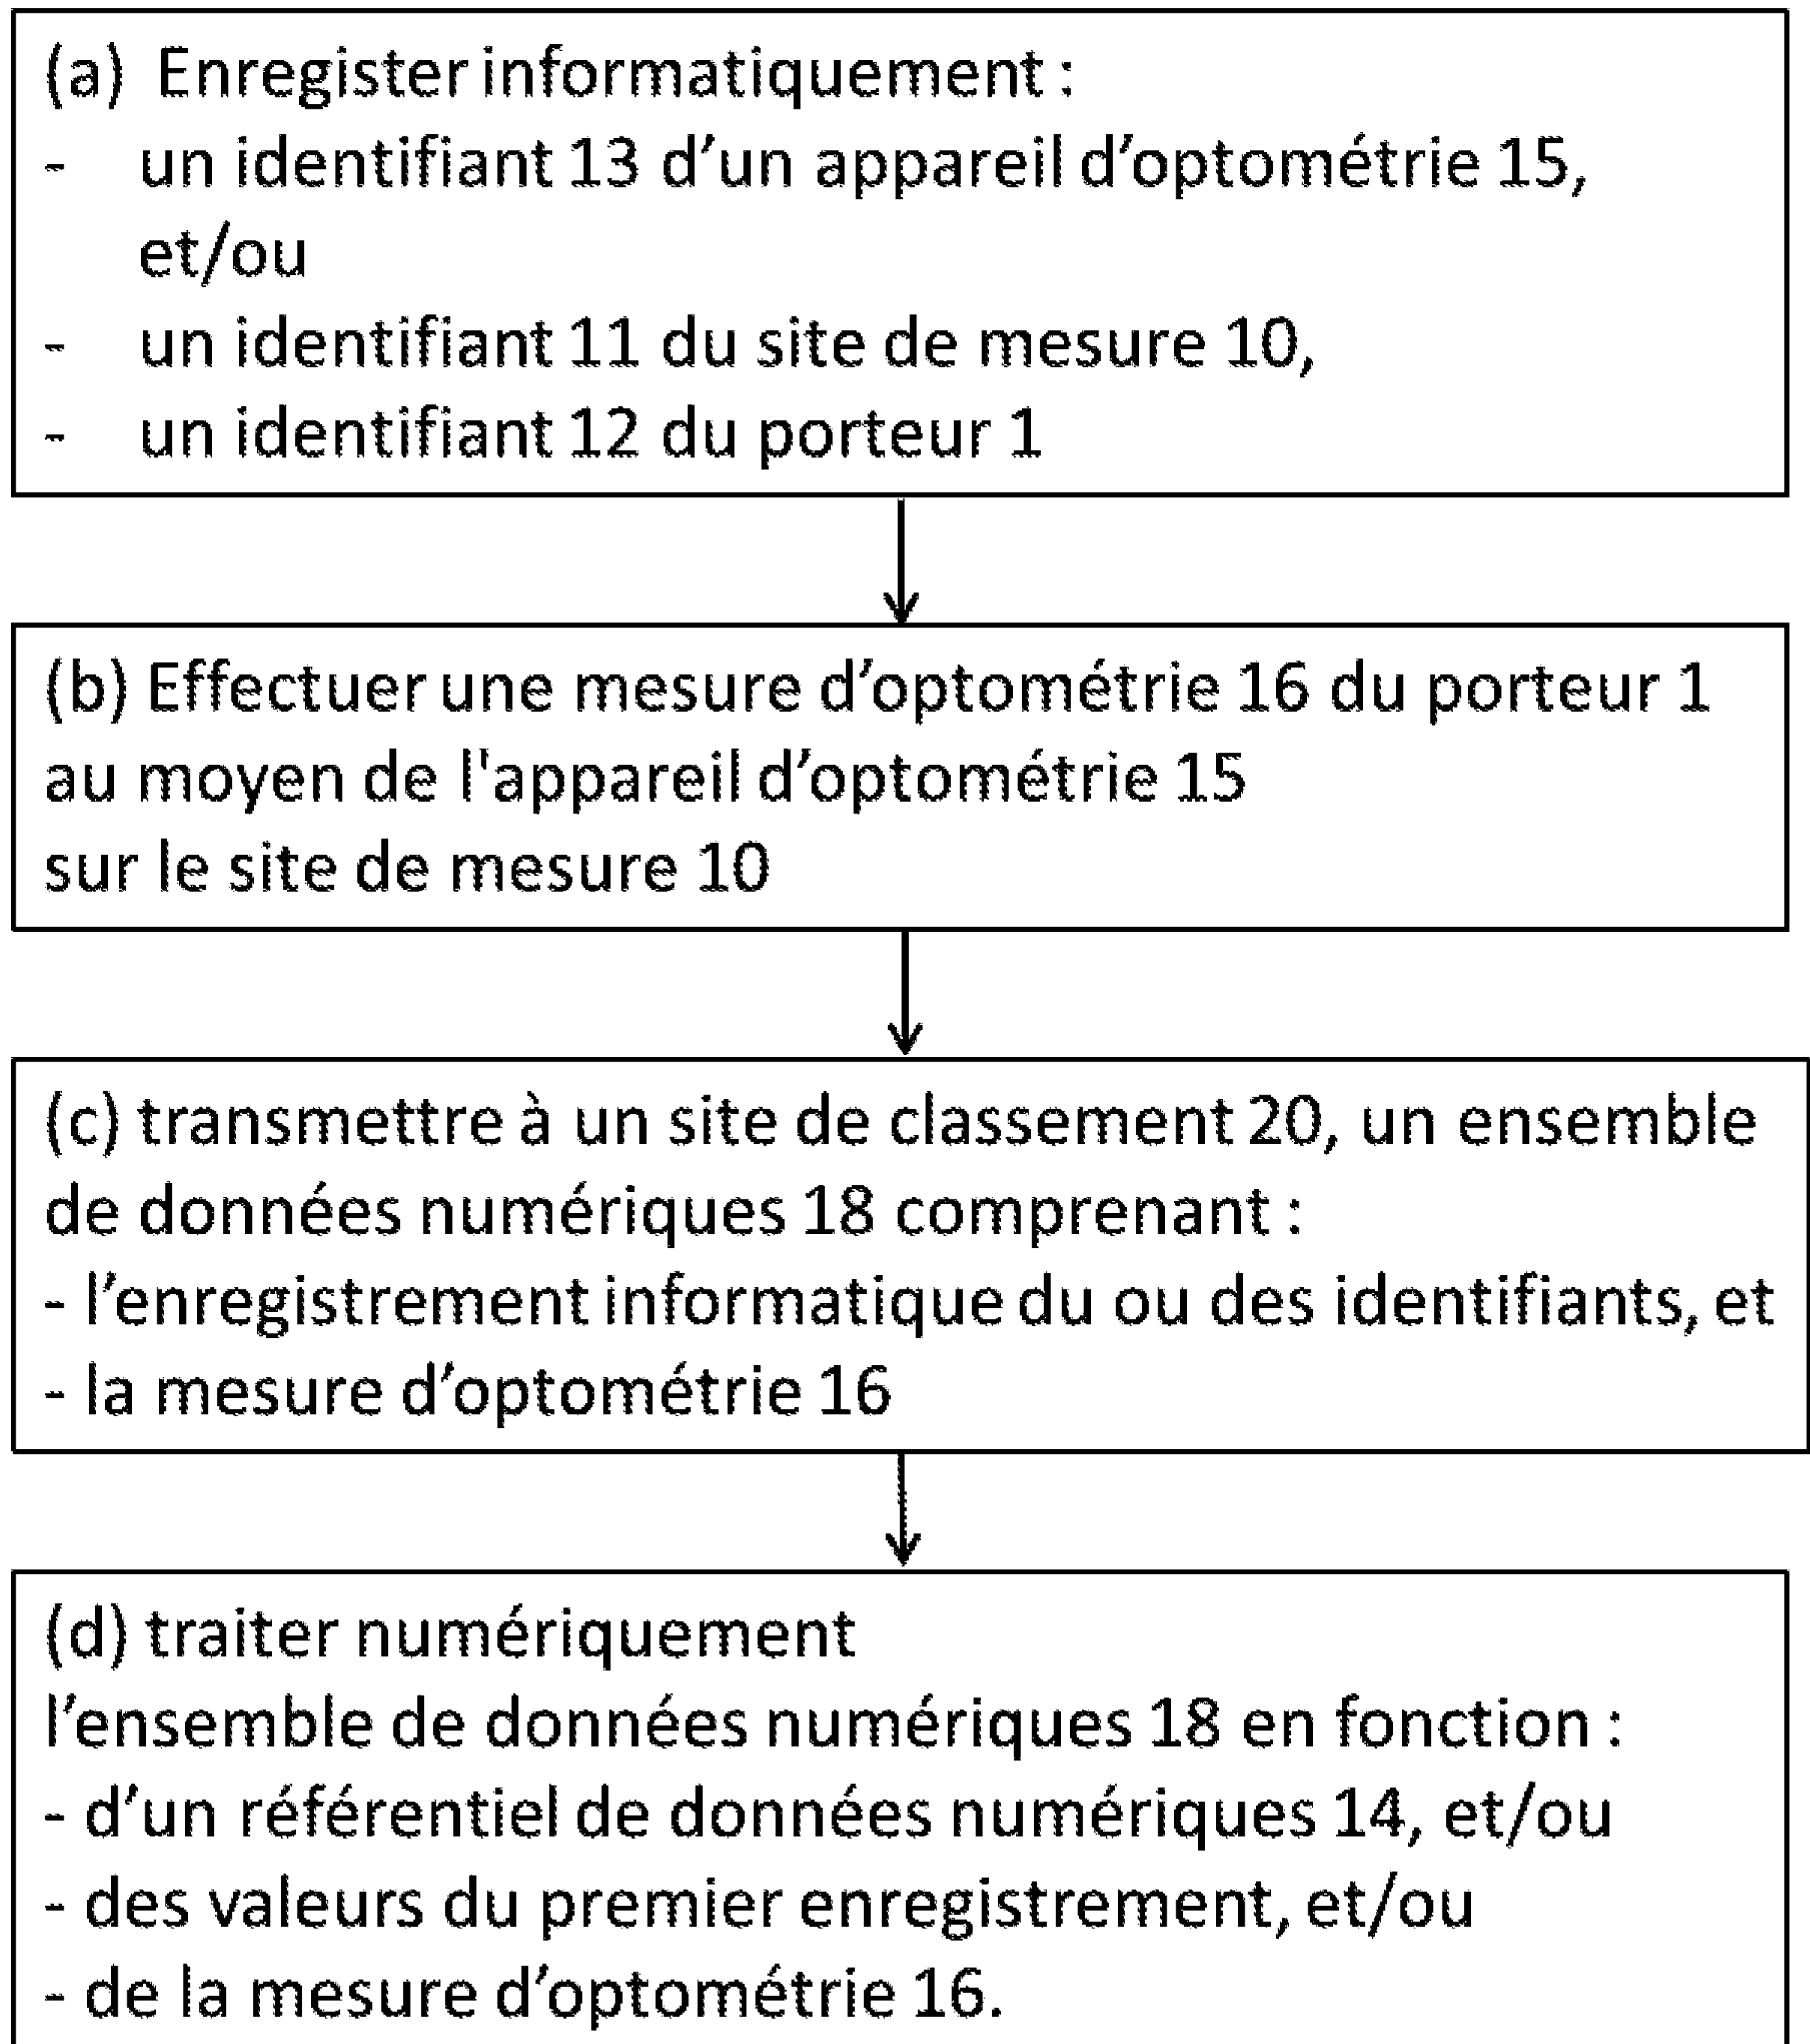 (a) Enregister informatiquement :
- un identifiant 13 d’un appareil d’optométrie 15,
et/ou
- un identifiant 11 du site de mesure 10,
- un identifiant 12 du porteur 1
(b) Effectuer une mesure d’optométrie 16 du porteur 1
au moyen de l'appareil d’optométrie 15
sur le site de mesure 10
(c) transmettre à un site de classement 20, un ensemble
de données numériques 18 comprenant :
- l’enregistrement informatique du ou des identifiants, et
- la mesure d’optométrie 16
(d) traiter numériquement
l’ensemble de données numériques 18 en fonction :
- d’un référentiel de données numériques 14, et/ou
- des valeurs du premier enregistrement, et/ou
- de la mesure d’optométrie 16.